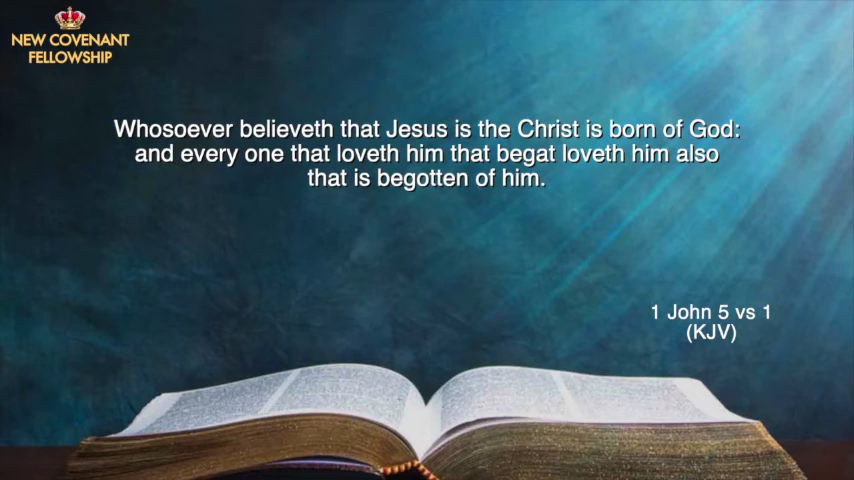 NEW COVENANT
FELLOWSHIP
Whosoever believeth that Jesus is the Christ is born of God:
and every one that loveth him that begat loveth him also
that is begotten of him.
1 John 5 vs 1
(KJV)